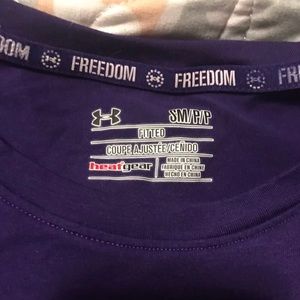 FREEDOM FREEDOM FREEDOM
SM/P/P
FITTED
COUPE AJUSTÉE/CEÑIDO
heatgear
MADE IN CHINA
FABRIQUÉ EN CHINE
HECHO EN CHINA